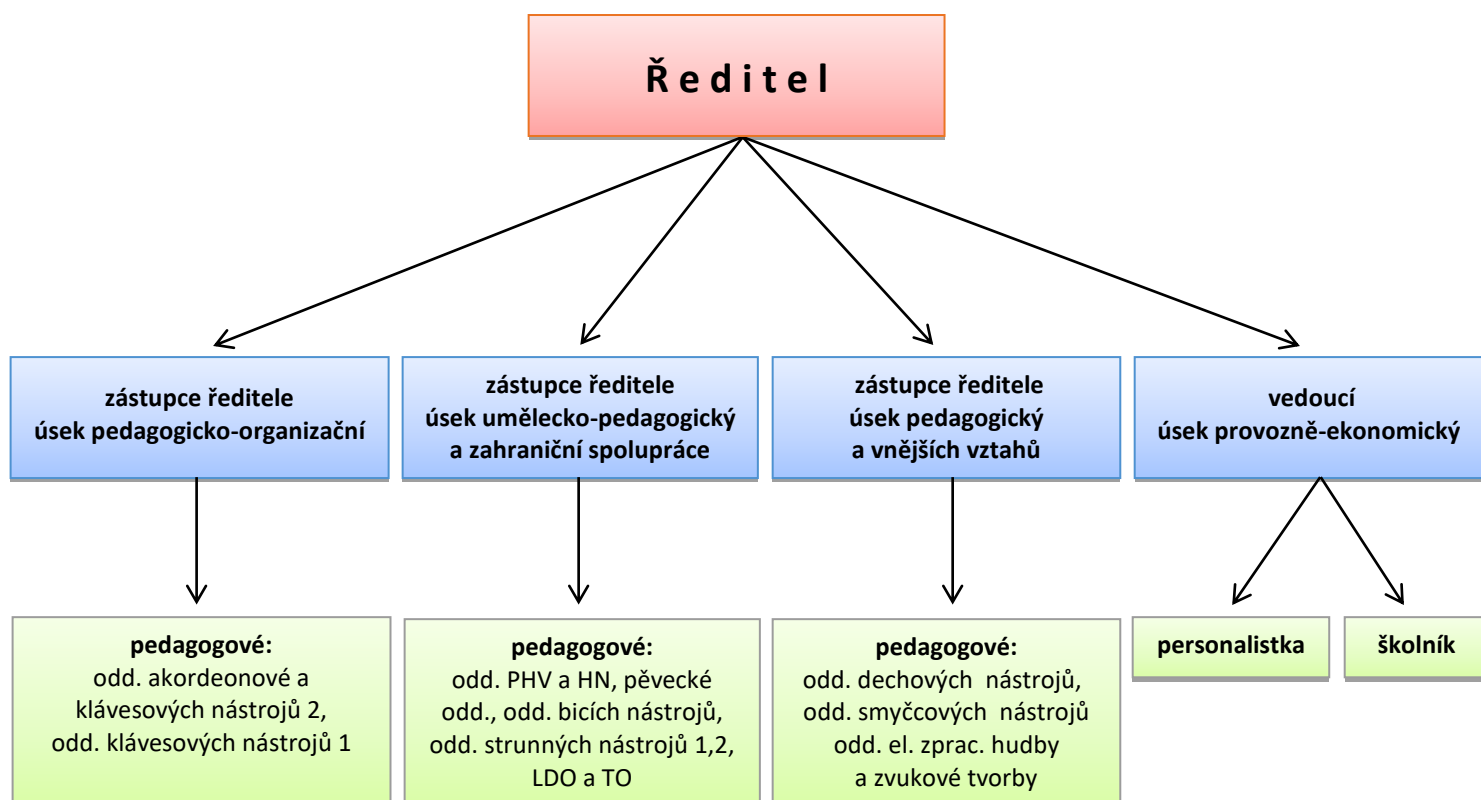 Ředitel
zástupce ředitele
úsek pedagogicko-organizační
zástupce ředitele
úsek umělecko-pedagogický
a zahraniční spolupráce
zástupce ředitele
úsek pedagogický
a vnějších vztahů
vedoucí
úsek provozně-ekonomický
pedagogové:
odd. akordeonové a
klávesových nástrojů 2,
odd. klávesových nástrojů 1
pedagogové:
odd. PHV a HN, pěvecké
odd., odd. bicích nástrojů,
odd. strunných nástrojů 1,2,
LDO a TO
pedagogové:
odd. dechových nástrojů,
odd. smyčcových nástrojů
odd. el. zprac. hudby
a zvukové tvorby
personalistka
školník